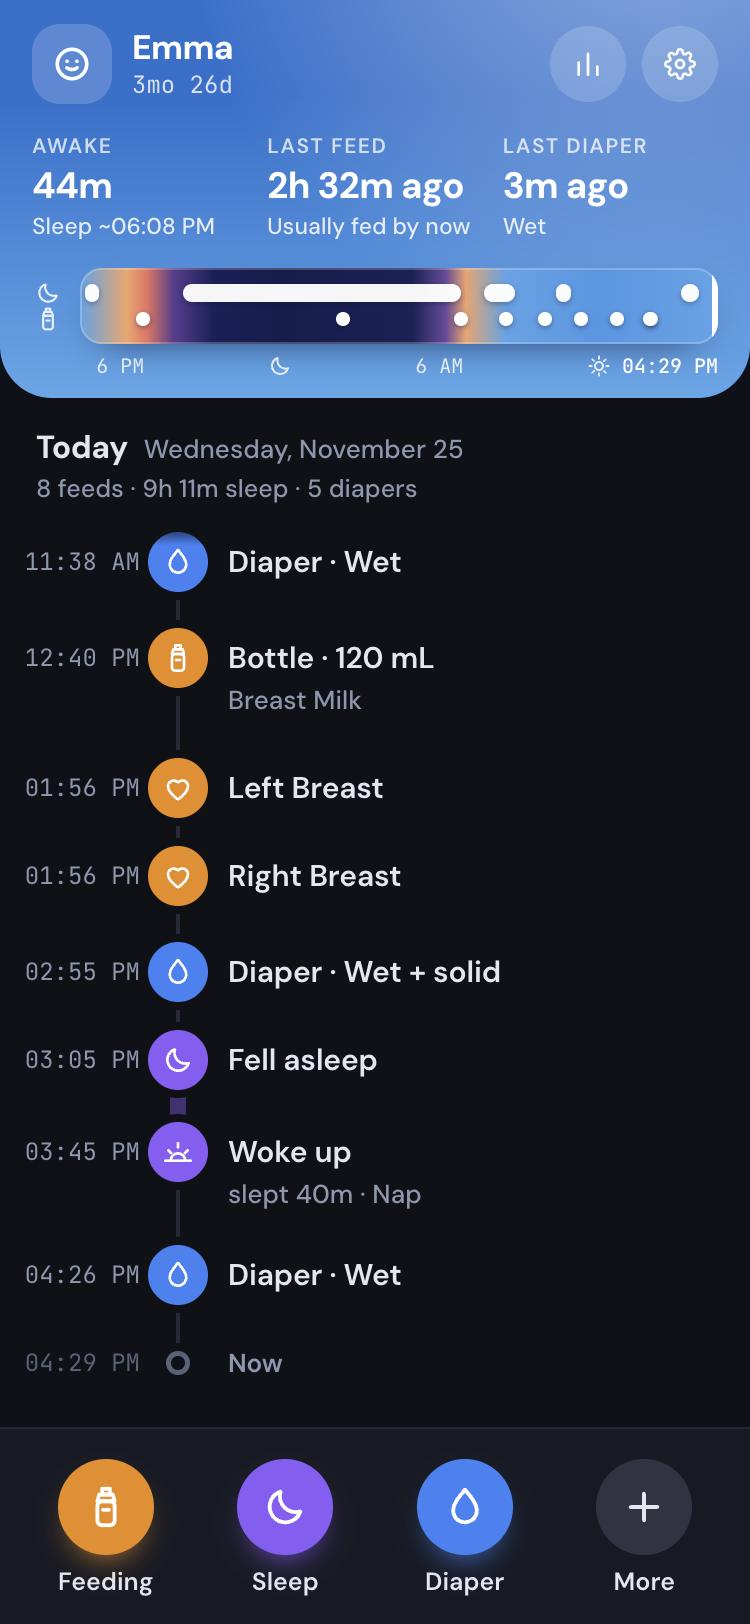 Emma
3mo 26d
AWAKE LAST FEED LAST DIAPER
44m 2h 32m ago 3m ago
Sleep ~06:08 PM Usually fed by now Wet
6 PM 6 AM 04:29 PM
Today Wednesday, November 25
8 feeds · 9h 11m sleep · 5 diapers
11:38 AM Diaper · Wet
12:40 PM Bottle · 120 mL
Breast Milk
01:56 PM Left Breast
01:56 PM Right Breast
02:55 PM Diaper · Wet + solid
03:05 PM Fell asleep
03:45 PM Woke up
slept 40m · Nap
04:26 PM Diaper · Wet
04:29 PM Now
Feeding Sleep Diaper More